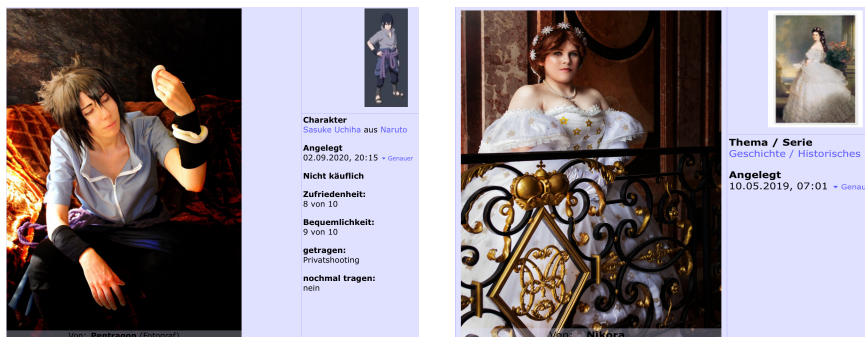 Charakter
Sasuke Uchiha aus Naruto
Angelegt
02.09.2020, 20:15 Genauer
Nicht käuflich
Zufriedenheit:
8 von 10
Bequemlichkeit:
9 von 10
getragen:
Privatshooting
nochmal tragen:
nein
Von: Pentragon (Fotograf)
Thema / Serie
Geschichte / Historisches
Angelegt
10.05.2019, 07:01 Genau
Von: Nikora